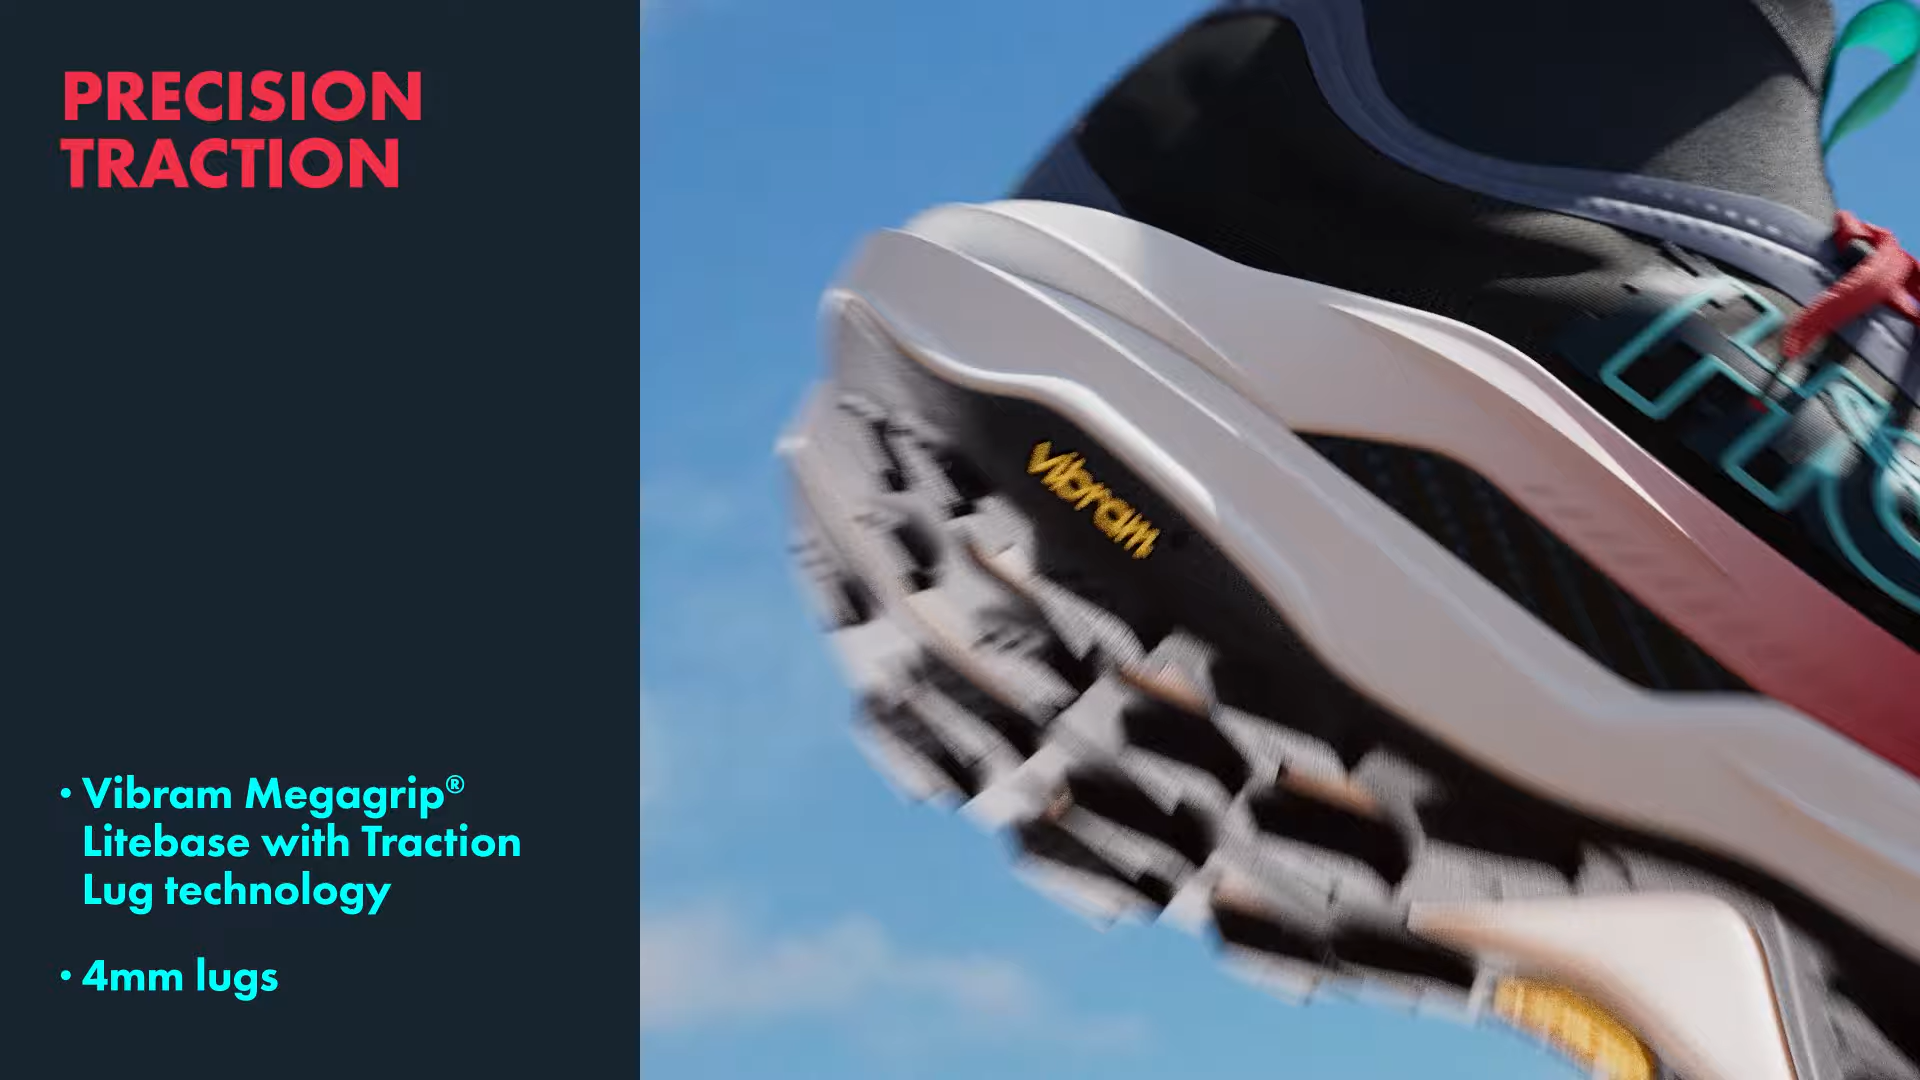 PRECISION
TRACTION
• Vibram Megagrip®
Litebase with Traction
Lug technology
• 4mm lugs
vibram